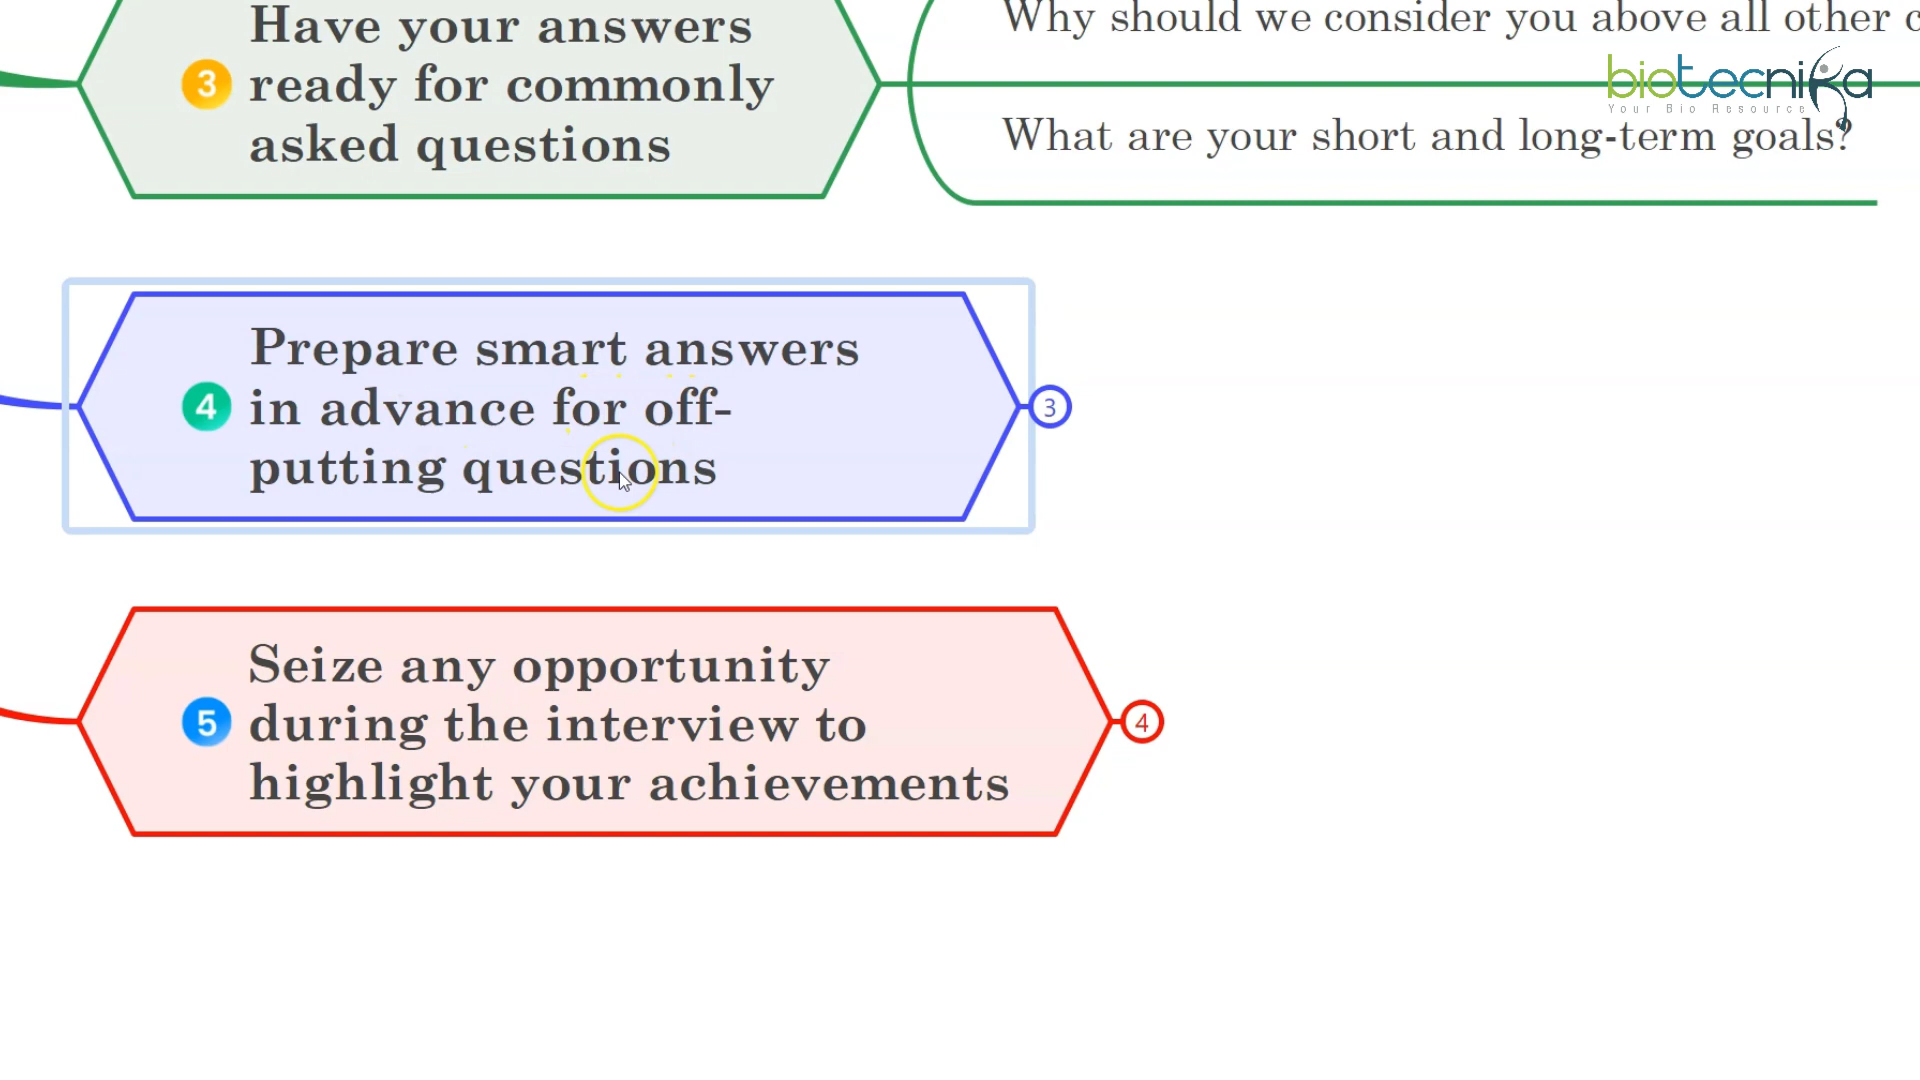 Have your answers
3 ready for commonly
asked questions
Why should we consider you above all other
biotecnika
Your Bio Resource
What are your short and long-term goals?
Prepare smart answers
4 in advance for off-
putting questions
3
Seize any opportunity
5 during the interview to
highlight your achievements
4